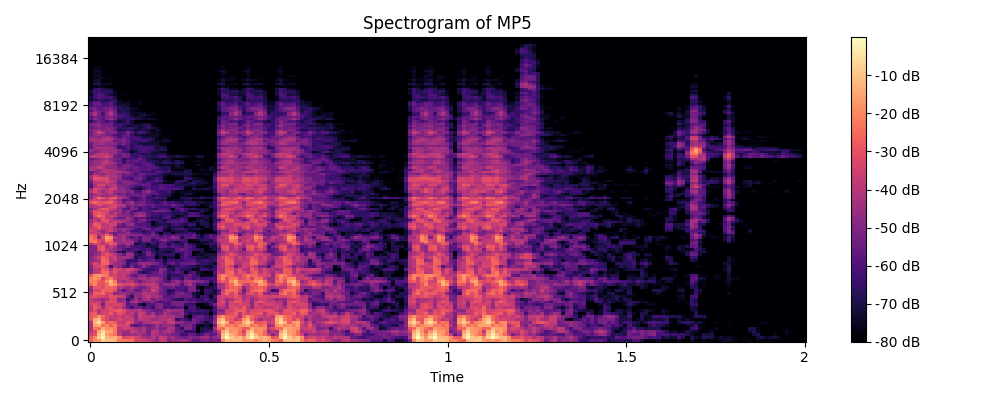 Spectrogram of MP5
16384
8192
4096
2048
1024
512
0
Hz
0
0.5
1
1.5
2
Time
-10 dB
-20 dB
-30 dB
-40 dB
-50 dB
-60 dB
-70 dB
-80 dB